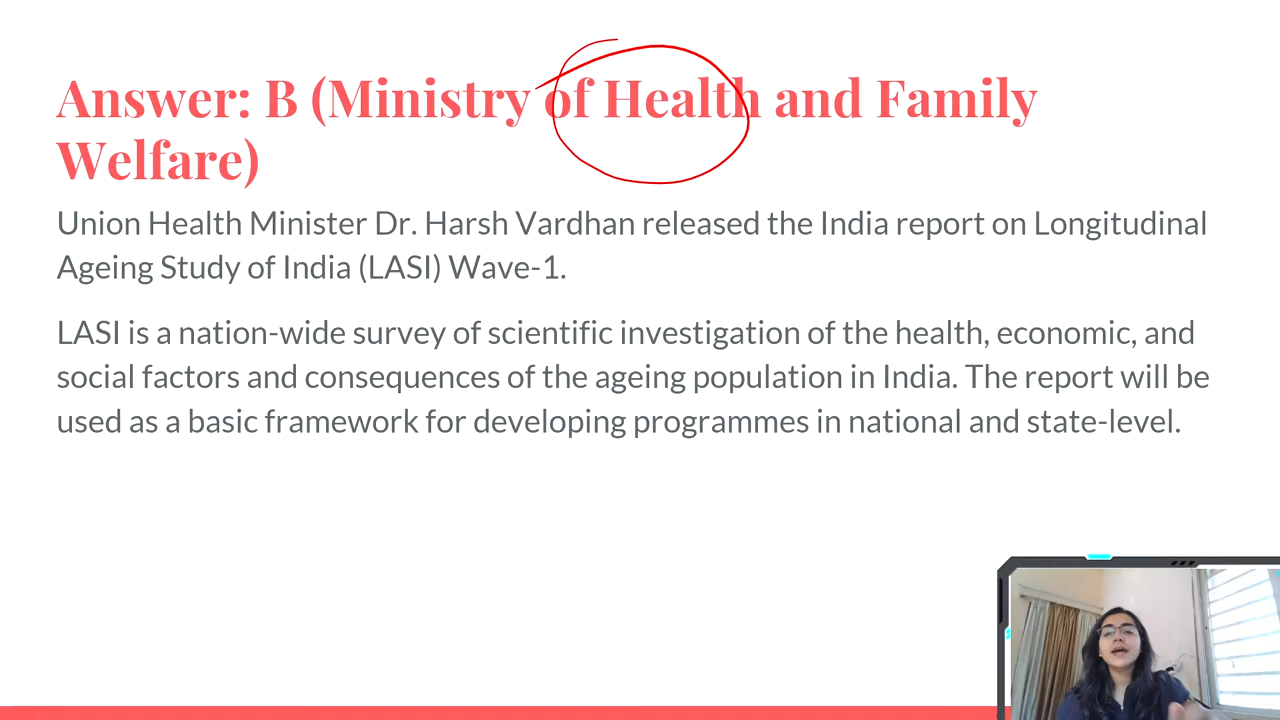 Answer: B (Ministry of Health and Family
Welfare)
Union Health Minister Dr. Harsh Vardhan released the India report on Longitudinal
Ageing Study of India (LASI) Wave-1.
LASI is a nation-wide survey of scientific investigation of the health, economic, and
social factors and consequences of the ageing population in India. The report will be
used as a basic framework for developing programmes in national and state-level.